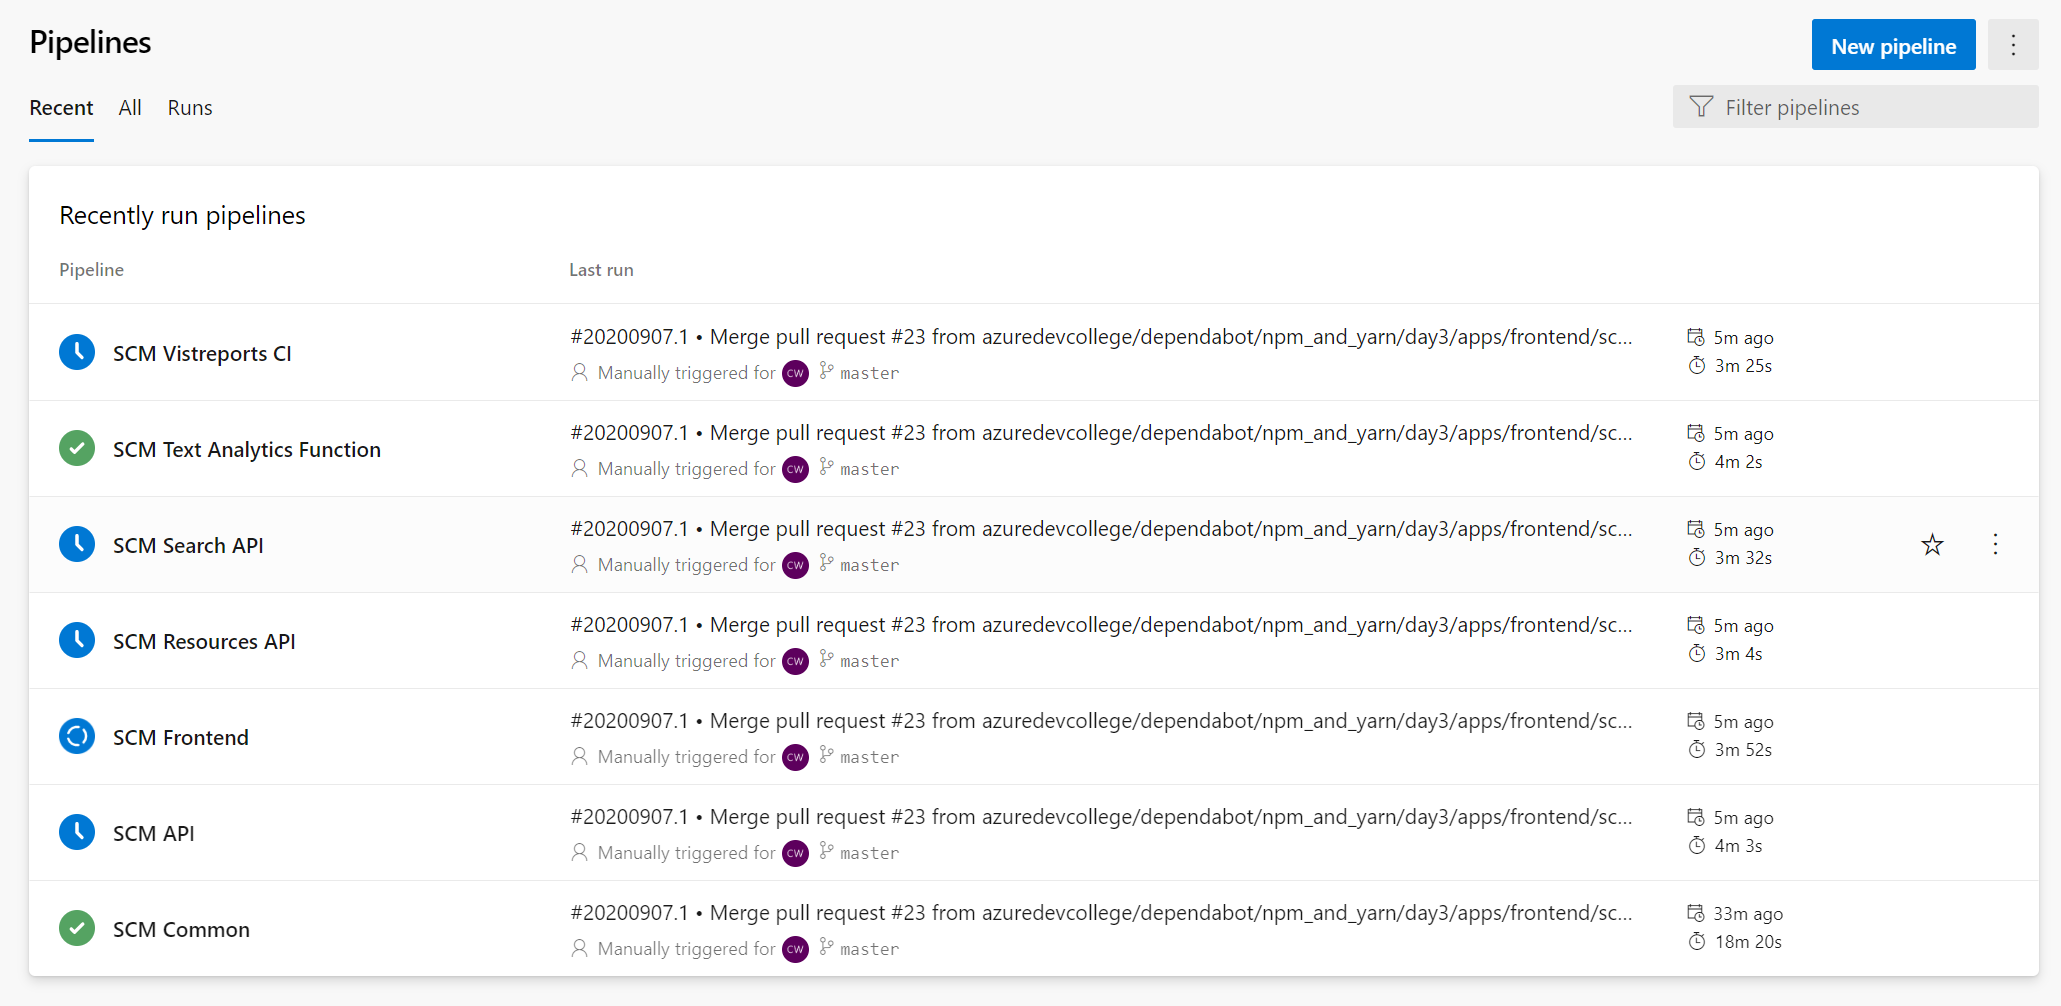 Pipelines
New pipeline
Recent All Runs
Filter pipelines
Recently run pipelines
Pipeline Last run
SCM Vistreports CI
#20200907.1 • Merge pull request #23 from azuredevcollege/dependabot/npm_and_yarn/day3/apps/frontend/sc...
5m ago
Manually triggered for CW master
3m 25s
SCM Text Analytics Function
#20200907.1 • Merge pull request #23 from azuredevcollege/dependabot/npm_and_yarn/day3/apps/frontend/sc...
5m ago
Manually triggered for CW master
4m 2s
SCM Search API
#20200907.1 • Merge pull request #23 from azuredevcollege/dependabot/npm_and_yarn/day3/apps/frontend/sc...
5m ago
Manually triggered for CW master
3m 32s
SCM Resources API
#20200907.1 • Merge pull request #23 from azuredevcollege/dependabot/npm_and_yarn/day3/apps/frontend/sc...
5m ago
Manually triggered for CW master
3m 4s
SCM Frontend
#20200907.1 • Merge pull request #23 from azuredevcollege/dependabot/npm_and_yarn/day3/apps/frontend/sc...
5m ago
Manually triggered for CW master
3m 52s
SCM API
#20200907.1 • Merge pull request #23 from azuredevcollege/dependabot/npm_and_yarn/day3/apps/frontend/sc...
5m ago
Manually triggered for CW master
4m 3s
SCM Common
#20200907.1 • Merge pull request #23 from azuredevcollege/dependabot/npm_and_yarn/day3/apps/frontend/sc...
33m ago
Manually triggered for CW master
18m 20s